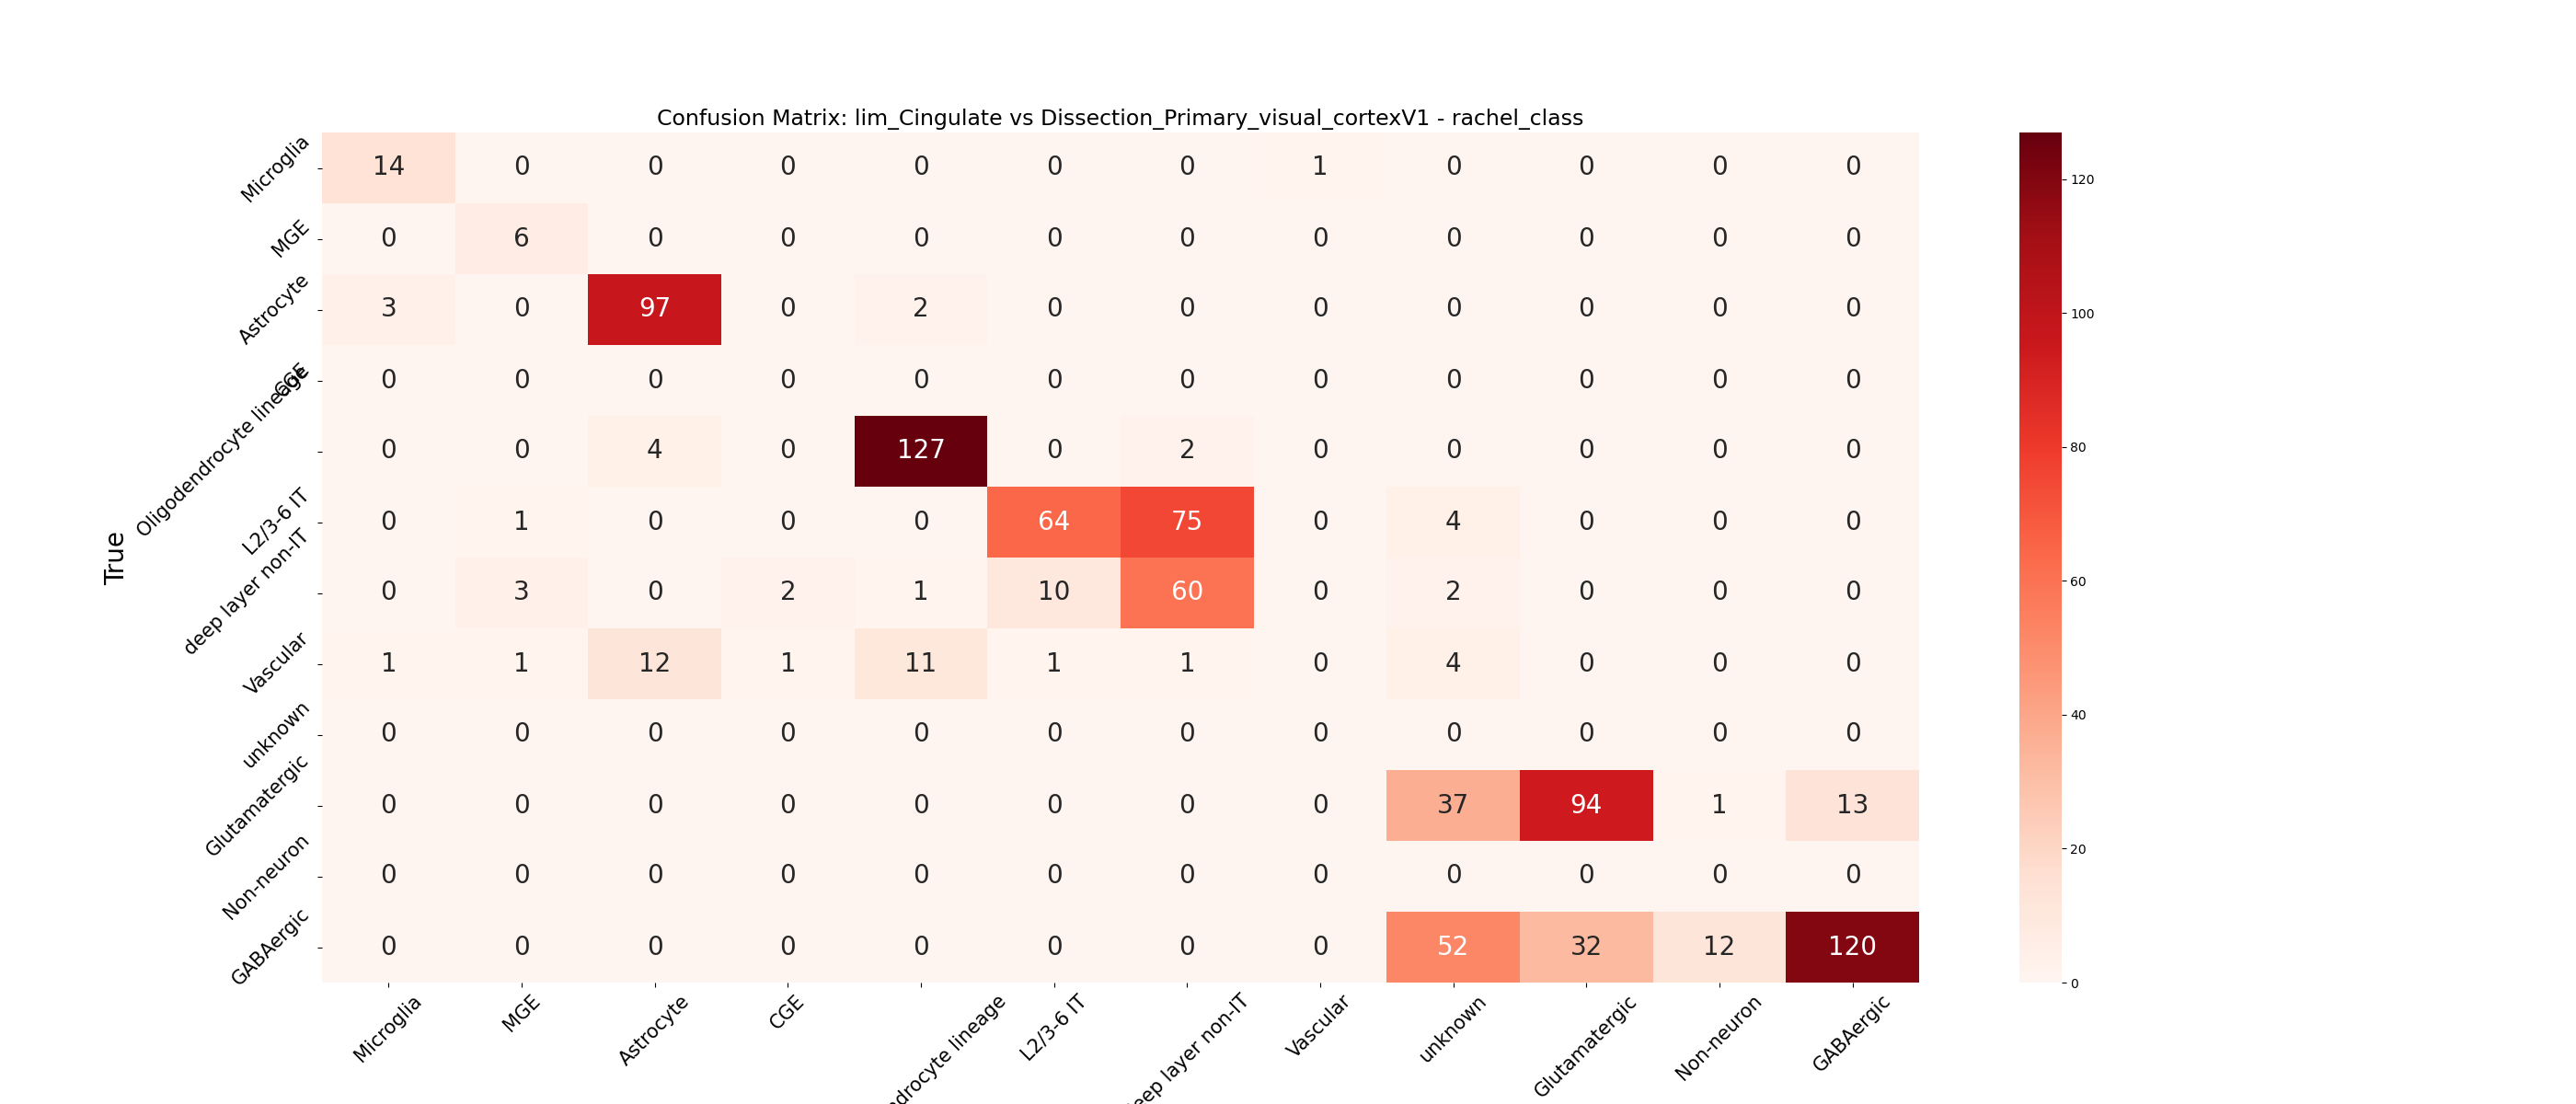 Confusion Matrix: lim_Cingulate vs Dissection_Primary_visual_cortexV1 - rachel_class
True
Microglia 14 0 0 0 0 0 0 1 0 0 0 0
MGE 0 6 0 0 0 0 0 0 0 0 0 0
Astrocyte 3 0 97 0 2 0 0 0 0 0 0 0
CGE 0 0 0 0 0 0 0 0 0 0 0 0
Oligodendrocyte lineage 0 0 4 0 127 0 2 0 0 0 0 0
L2/3-6 IT 0 1 0 0 0 64 75 0 4 0 0 0
deep layer non-IT 0 3 0 2 1 10 60 0 2 0 0 0
Vascular 1 1 12 1 11 1 1 0 4 0 0 0
unknown 0 0 0 0 0 0 0 0 0 0 0 0
Glutamatergic 0 0 0 0 0 0 0 0 37 94 1 13
Non-neuron 0 0 0 0 0 0 0 0 0 0 0 0
GABAergic 0 0 0 0 0 0 0 0 52 32 12 120
Microglia MGE Astrocyte CGE ndrocyte lineage L2/3-6 IT eep layer non-IT Vascular unknown Glutamatergic Non-neuron GABAergic
120
100
80
60
40
20
0